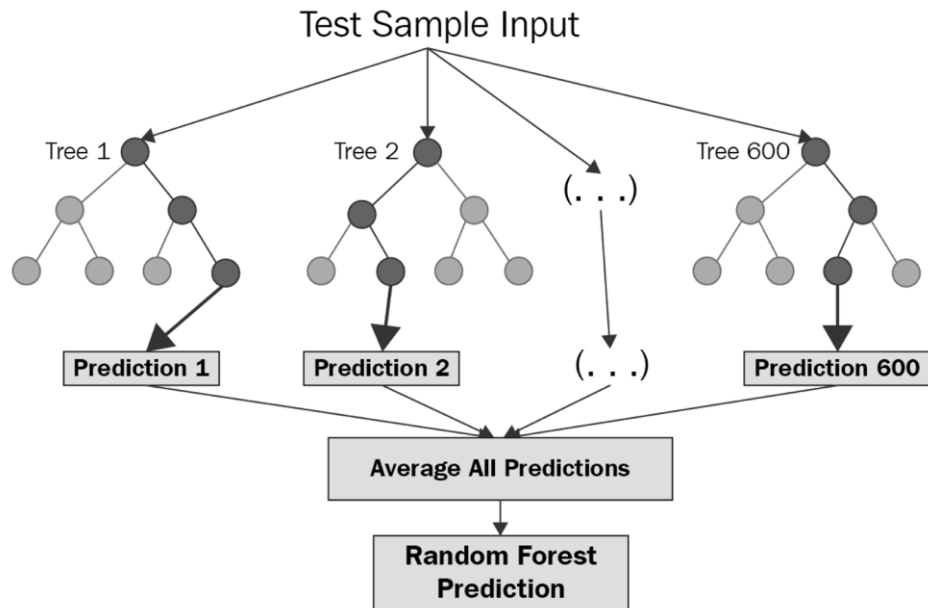 Test Sample Input
Tree 1
Tree 2
(. . .)
Tree 600
Prediction 1
Prediction 2
(. . .)
Prediction 600
Average All Predictions
Random Forest
Prediction